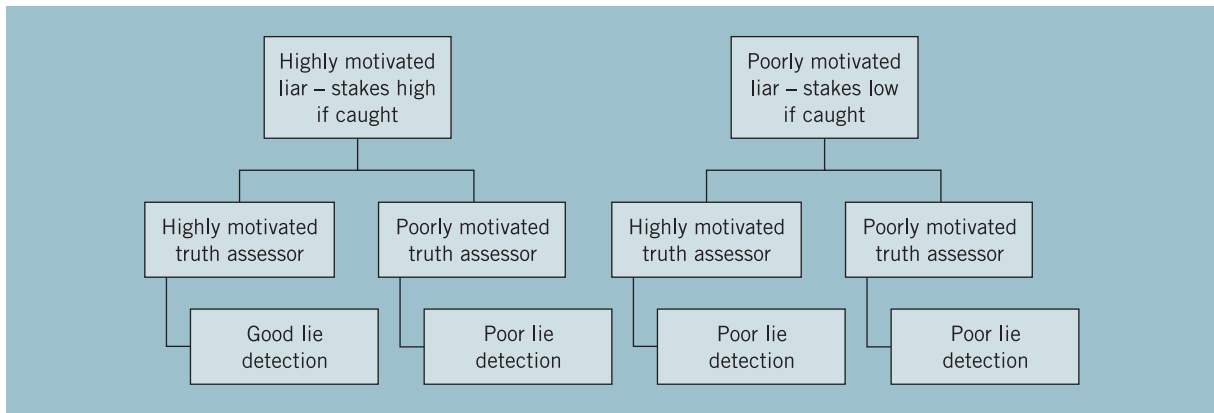 Highly motivated
liar – stakes high
if caught
Poorly motivated
liar – stakes low
if caught
Highly motivated
truth assessor
Poorly motivated
truth assessor
Highly motivated
truth assessor
Poorly motivated
truth assessor
Good lie
detection
Poor lie
detection
Poor lie
detection
Poor lie
detection